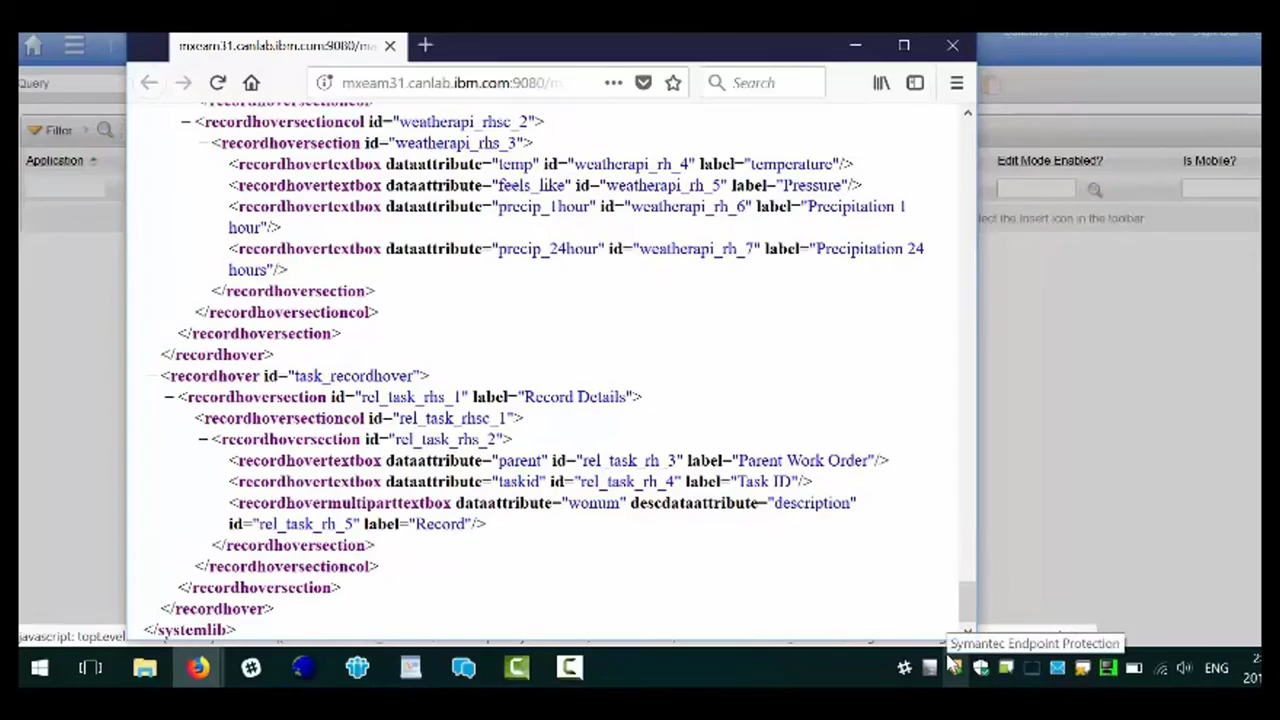 mxeam31.canlab.ibm.com:9080/ma
Query
mxeam31.canlab.ibm.com:9080/m
Search
Filter
Application
Edit Mode Enabled?
Is Mobile?
ect the Insert icon in the toolbar
</recordhoversectioncol>
– <recordhoversectioncol id="weatherapi_rhsc_2">
– <recordhoversection id="weatherapi_rhs_3">
<recordhovertextbox dataattribute="temp" id="weatherapi_rh_4" label="temperature"/>
<recordhovertextbox dataattribute="feels_like" id="weatherapi_rh_5" label="Pressure"/>
<recordhovertextbox dataattribute="precip_1hour" id="weatherapi_rh_6" label="Precipitation 1
hour"/>
<recordhovertextbox dataattribute="precip_24hour" id="weatherapi_rh_7" label="Precipitation 24
hours"/>
</recordhoversection>
</recordhoversectioncol>
</recordhoversection>
</recordhover>
– <recordhover id="task_recordhover">
– <recordhoversection id="rel_task_rhs_1" label="Record Details">
<recordhoversectioncol id="rel_task_rhsc_1">
– <recordhoversection id="rel_task_rhs_2">
<recordhovertextbox dataattribute="parent" id="rel_task_rh_3" label="Parent Work Order"/>
<recordhovertextbox dataattribute="taskid" id="rel_task_rh_4" label="Task ID"/>
<recordhovermultiparttextbox dataattribute="wonum" descdataattribute="description"
id="rel_task_rh_5" label="Record"/>
</recordhoversection>
</recordhoversectioncol>
</recordhoversection>
</recordhover>
</systemlib>
javascript: topLevel
Symantec Endpoint Protection
ENG